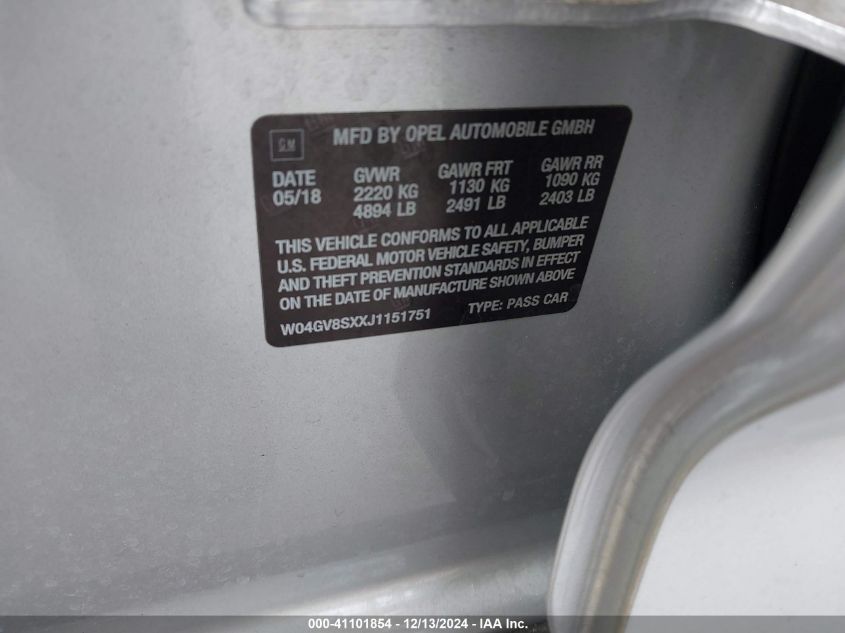 GM
MFD BY OPEL AUTOMOBILE GMBH
DATE GVWR GAWR FRT GAWR RR
05/18 2220 KG 1130 KG 1090 KG
4894 LB 2491 LB 2403 LB
THIS VEHICLE CONFORMS TO ALL APPLICABLE
U.S. FEDERAL MOTOR VEHICLE SAFETY, BUMPER
AND THEFT PREVENTION STANDARDS IN EFFECT
ON THE DATE OF MANUFACTURE SHOWN ABOVE
W04GV8SXXJ1151751 TYPE: PASS CAR
000-41101854 - 12/13/2024 - IAA Inc.